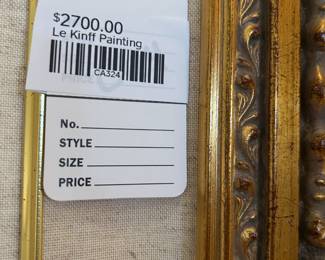 $2700.00
Le Kinff Painting
CA324
No.
STYLE
SIZE
PRICE